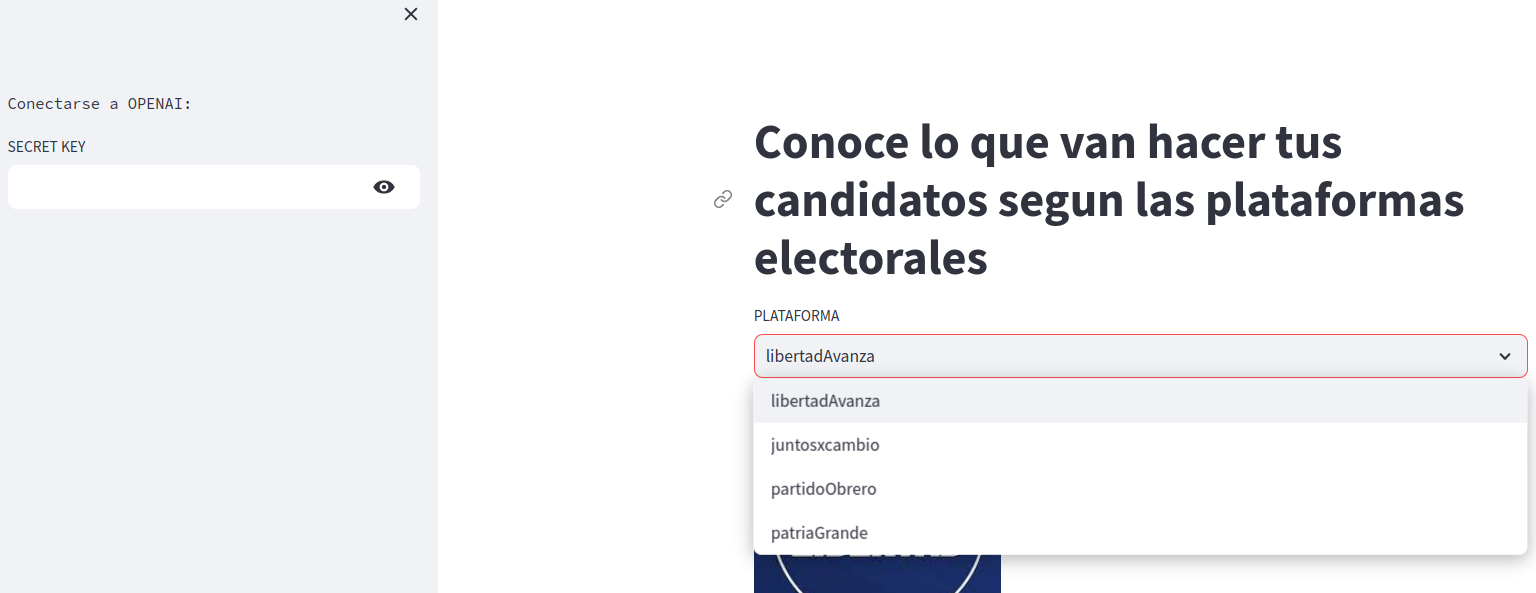 Conectarse a OPENAI:
SECRET KEY
Conoce lo que van hacer tus
candidatos segun las plataformas
electorales
PLATAFORMA
libertadAvanza
libertadAvanza
juntosxcambio
partidoObrero
patriaGrande